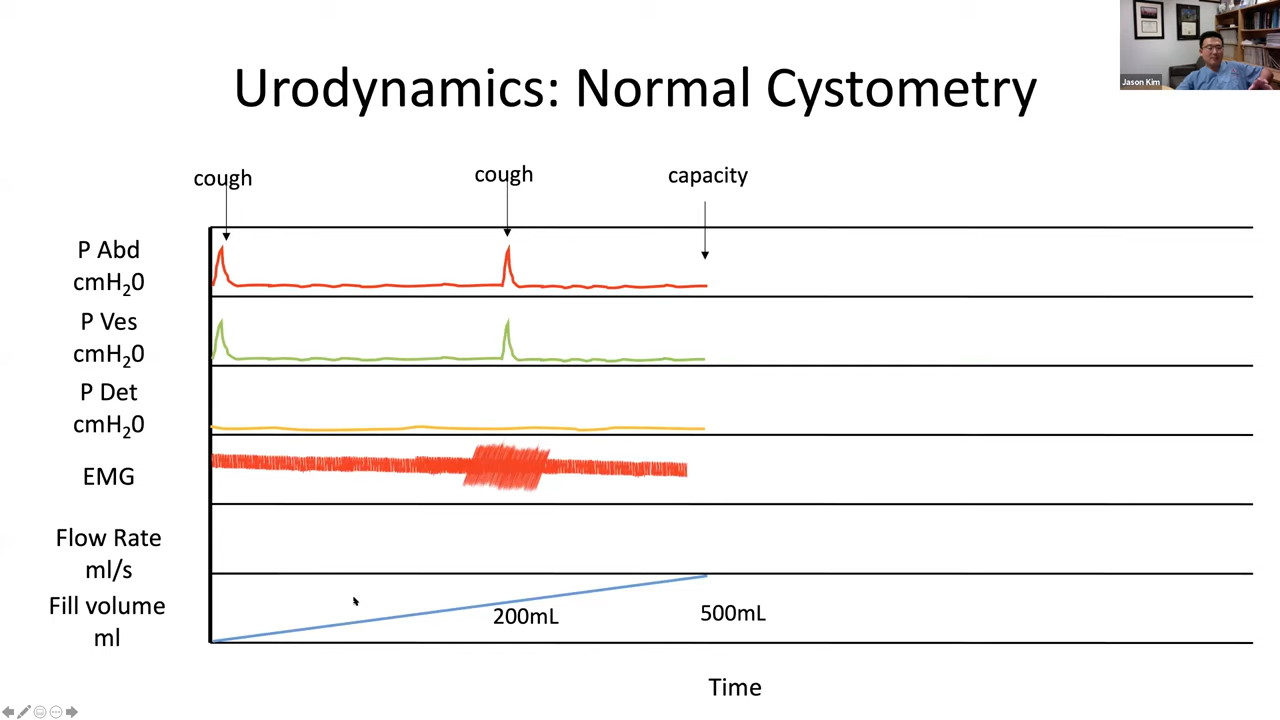 Jason Kim
Urodynamics: Normal Cystometry
cough
cough
capacity
P Abd
cmH₂0
P Ves
cmH₂0
P Det
cmH₂0
EMG
Flow Rate
ml/s
Fill volume
ml
200mL
500mL
Time